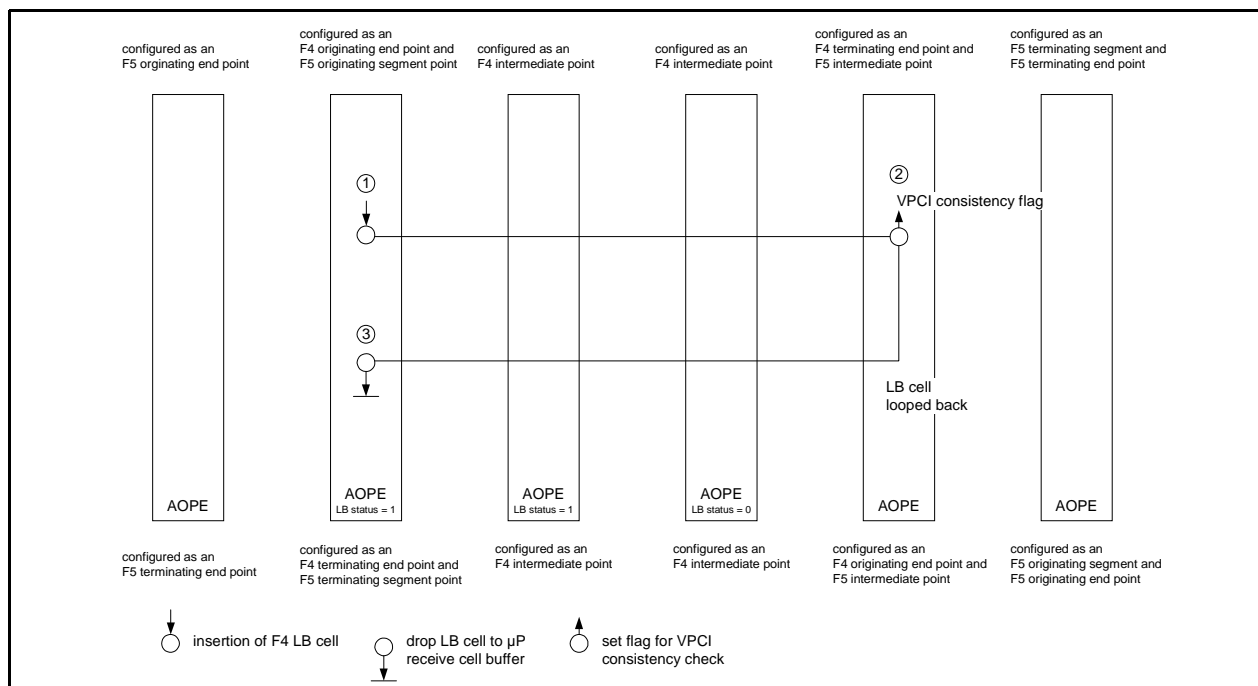 configured as an
F5 orginating end point
configured as an
F4 originating end point and
F5 originating segment point
configured as an
F4 intermediate point
configured as an
F4 intermediate point
configured as an
F4 terminating end point and
F5 intermediate point
configured as an
F5 terminating segment and
F5 terminating end point
1
2
VPCI consistency flag
3
LB cell
looped back
AOPE
AOPE
LB status = 1
AOPE
LB status = 1
AOPE
LB status = 0
AOPE
AOPE
configured as an
F5 terminating end point
configured as an
F4 terminating end point and
F5 terminating segment point
configured as an
F4 intermediate point
configured as an
F4 intermediate point
configured as an
F4 originating end point and
F5 intermediate point
configured as an
F5 originating segment and
F5 originating end point
insertion of F4 LB cell
drop LB cell to µP
receive cell buffer
set flag for VPCI
consistency check